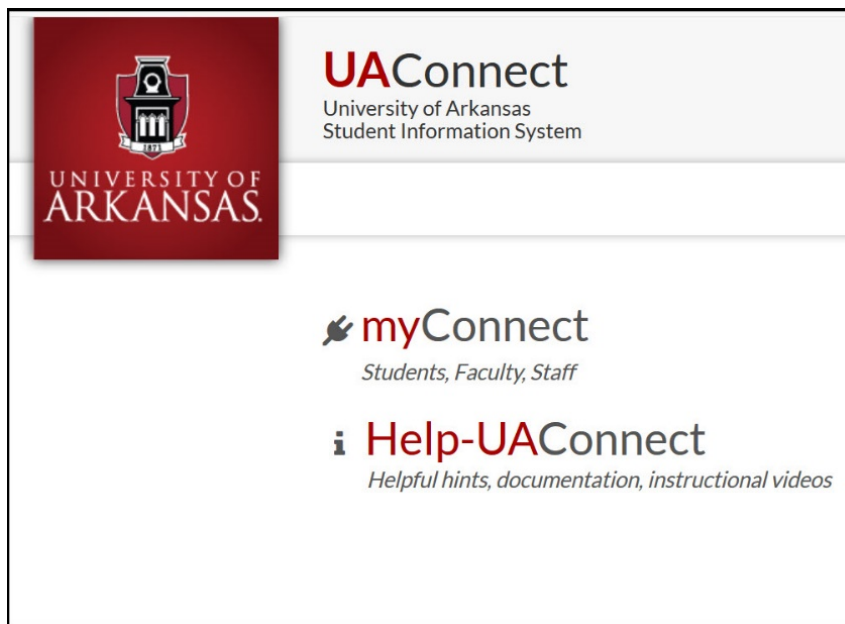 1871
UNIVERSITY OF
ARKANSAS.
UAConnect
University of Arkansas
Student Information System
myConnect
Students, Faculty, Staff
Help-UAConnect
Helpful hints, documentation, instructional videos